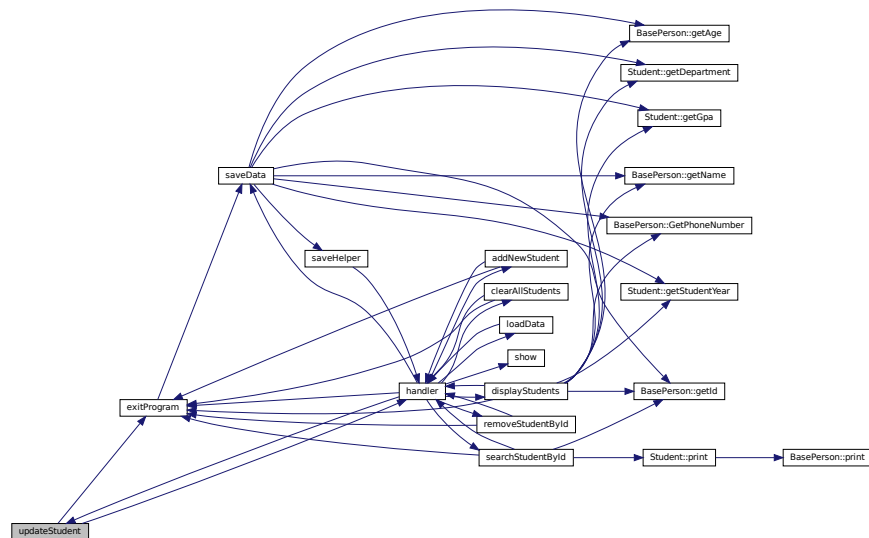 BasePerson::getAge
Student::getDepartment
Student::getGpa
saveData
BasePerson::getName
BasePerson::GetPhoneNumber
saveHelper
addNewStudent
clearAllStudents
Student::getStudentYear
loadData
show
handler
displayStudents
BasePerson::getId
exitProgram
removeStudentById
searchStudentById
Student::print
BasePerson::print
updateStudent